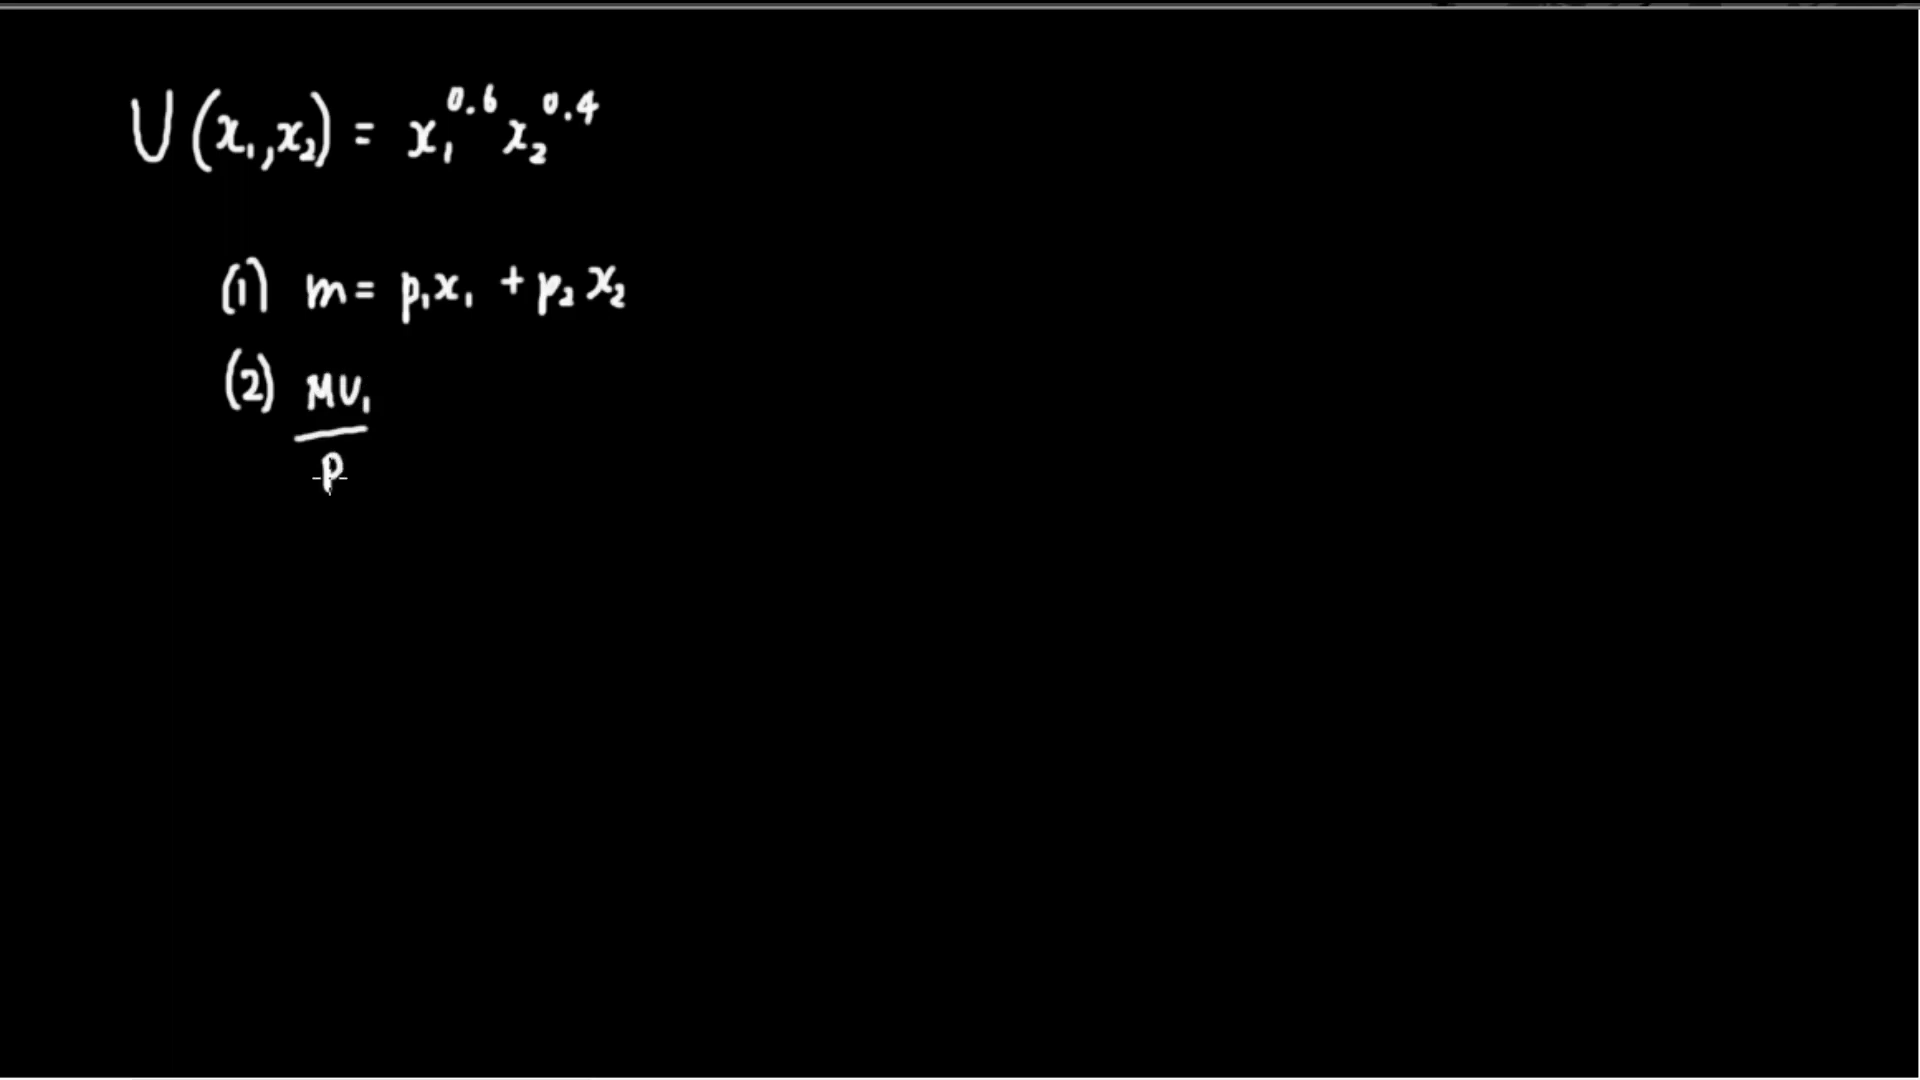 U(x₁,x₂) = x₁^0.6 x₂^0.4
(1) m = p₁x₁ + p₂x₂
(2) MU₁
p